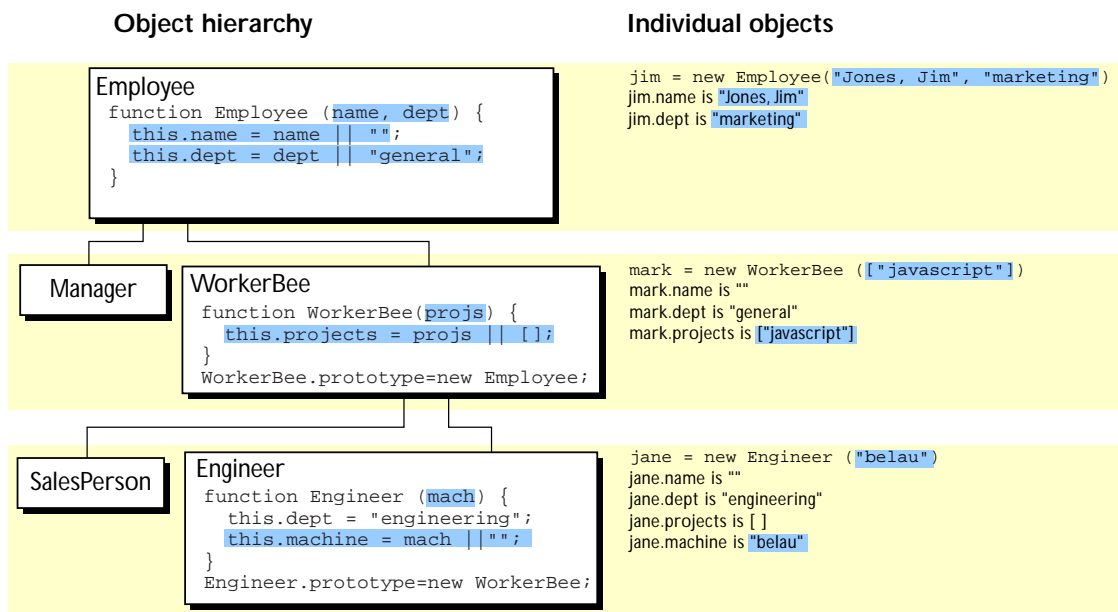 Object hierarchy
Individual objects
Employee
function Employee (name, dept) {
this.name = name || "";
this.dept = dept || "general";
}
jim = new Employee("Jones, Jim", "marketing")
jim.name is "Jones, Jim"
jim.dept is "marketing"
Manager
WorkerBee
function WorkerBee(projs) {
this.projects = projs || [];
}
WorkerBee.prototype=new Employee;
mark = new WorkerBee (["javascript"])
mark.name is ""
mark.dept is "general"
mark.projects is ["javascript"]
SalesPerson
Engineer
function Engineer (mach) {
this.dept = "engineering";
this.machine = mach ||"";
}
Engineer.prototype=new WorkerBee;
jane = new Engineer ("belau")
jane.name is ""
jane.dept is "engineering"
jane.projects is [ ]
jane.machine is "belau"